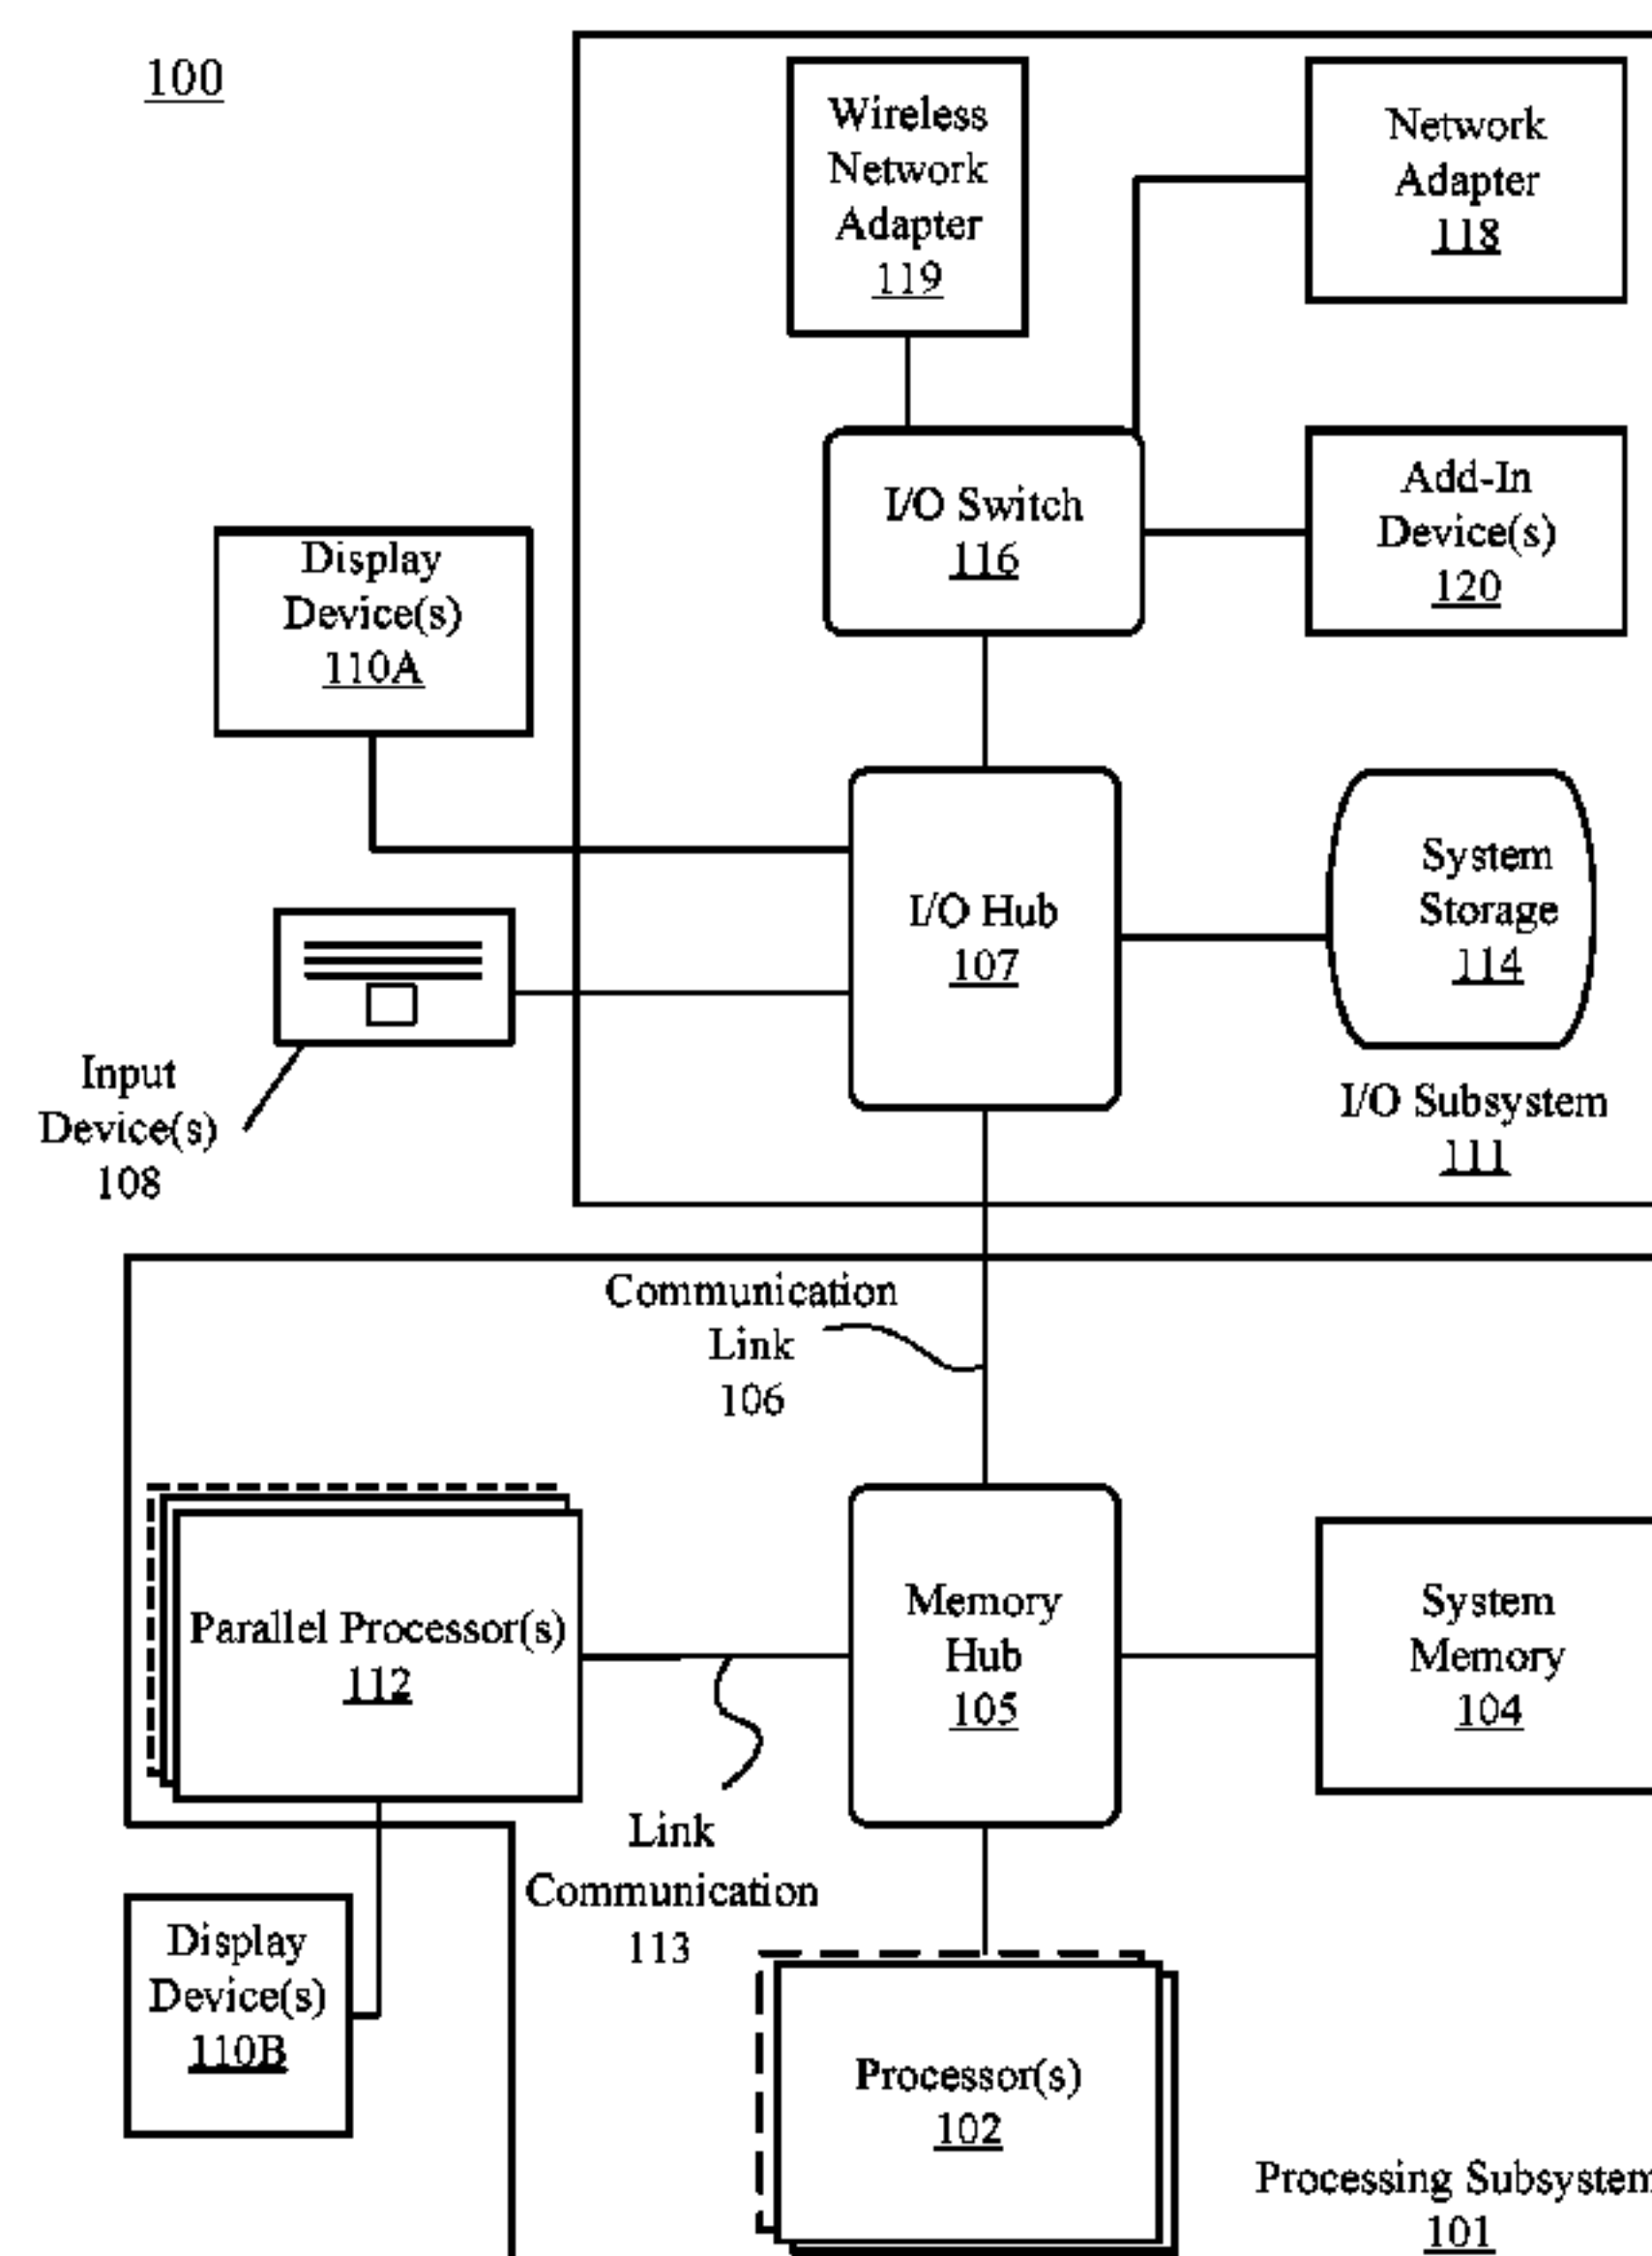 100
Wireless
Network
Adapter
119
Network
Adapter
118
I/O Switch
116
Add-In
Device(s)
120
Display
Device(s)
110A
I/O Hub
107
System
Storage
114
Input
Device(s)
108
I/O Subsystem
111
Communication
Link
106
Parallel Processor(s)
112
Memory
Hub
105
System
Memory
104
Link
Communication
113
Display
Device(s)
110B
Processor(s)
102
Processing Subsystem
101